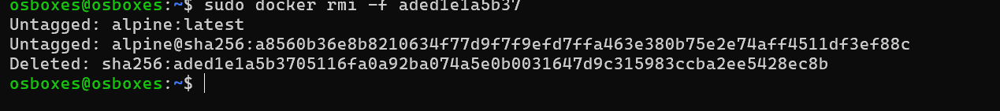 osboxes@osboxes:~$ sudo docker rmi -f aded1e1a5b37
Untagged: alpine:latest
Untagged: alpine@sha256:a8560b36e8b8210634f77d9f7f9efd7ffa463e380b75e2e74aff4511df3ef88c
Deleted: sha256:aded1e1a5b3705116fa0a92ba074a5e0b0031647d9c315983ccba2ee5428ec8b
osboxes@osboxes:~$